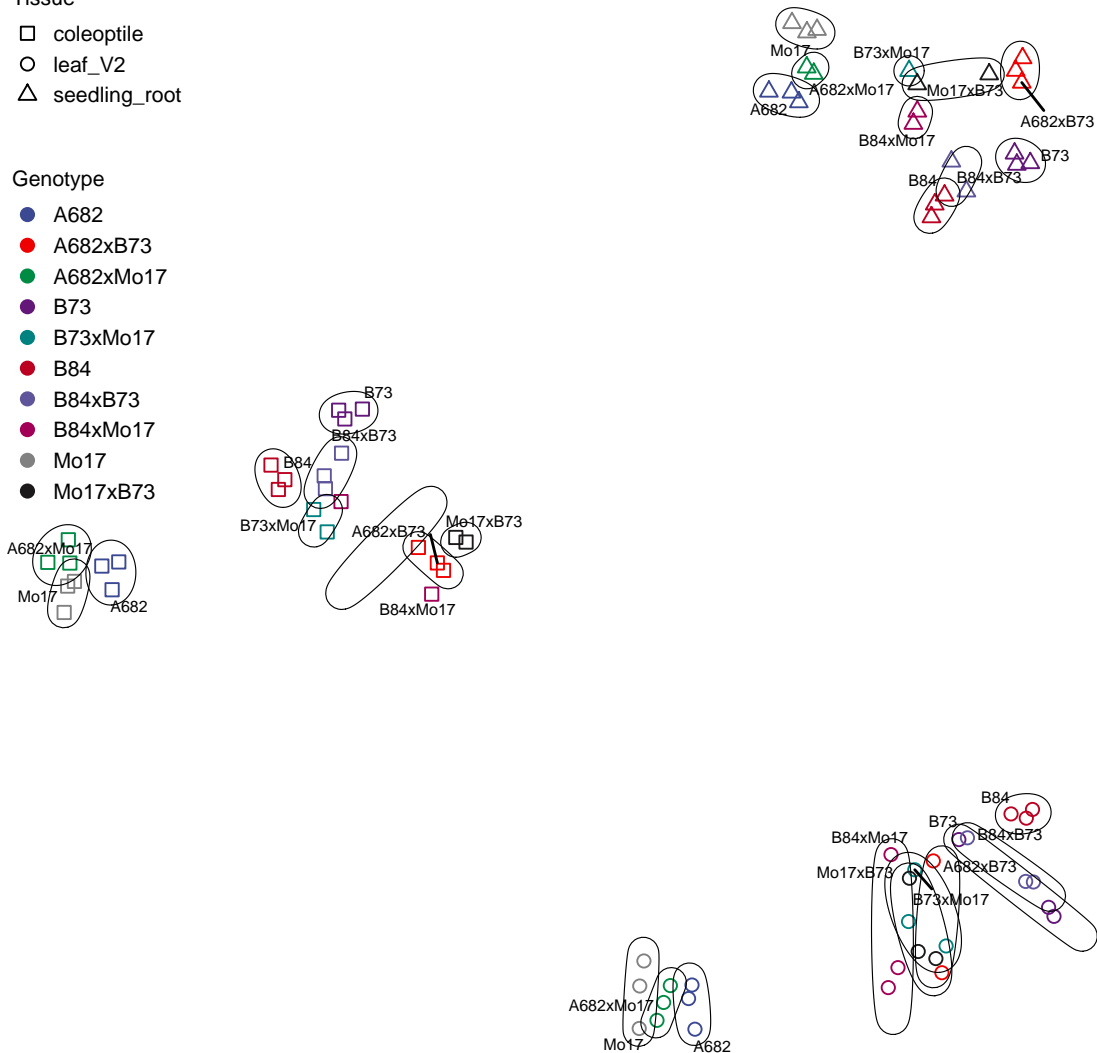 Tissue
coleoptile
leaf_V2
seedling_root
Genotype
A682
A682xB73
A682xMo17
B73
B73xMo17
B84
B84xB73
B84xMo17
Mo17
Mo17xB73
Mo17
B73xMo17
A682xMo17
Mo17xB73
A682
A682xB73
B84xMo17
B73
B84xB73
B84
B73
B84xB73
B84
B73xMo17
A682xB73
Mo17xB73
A682xMo17
Mo17
A682
B84xMo17
B84
B73
B84xB73
B84xMo17
A682xB73
Mo17xB73
B73xMo17
A682xMo17
Mo17
A682